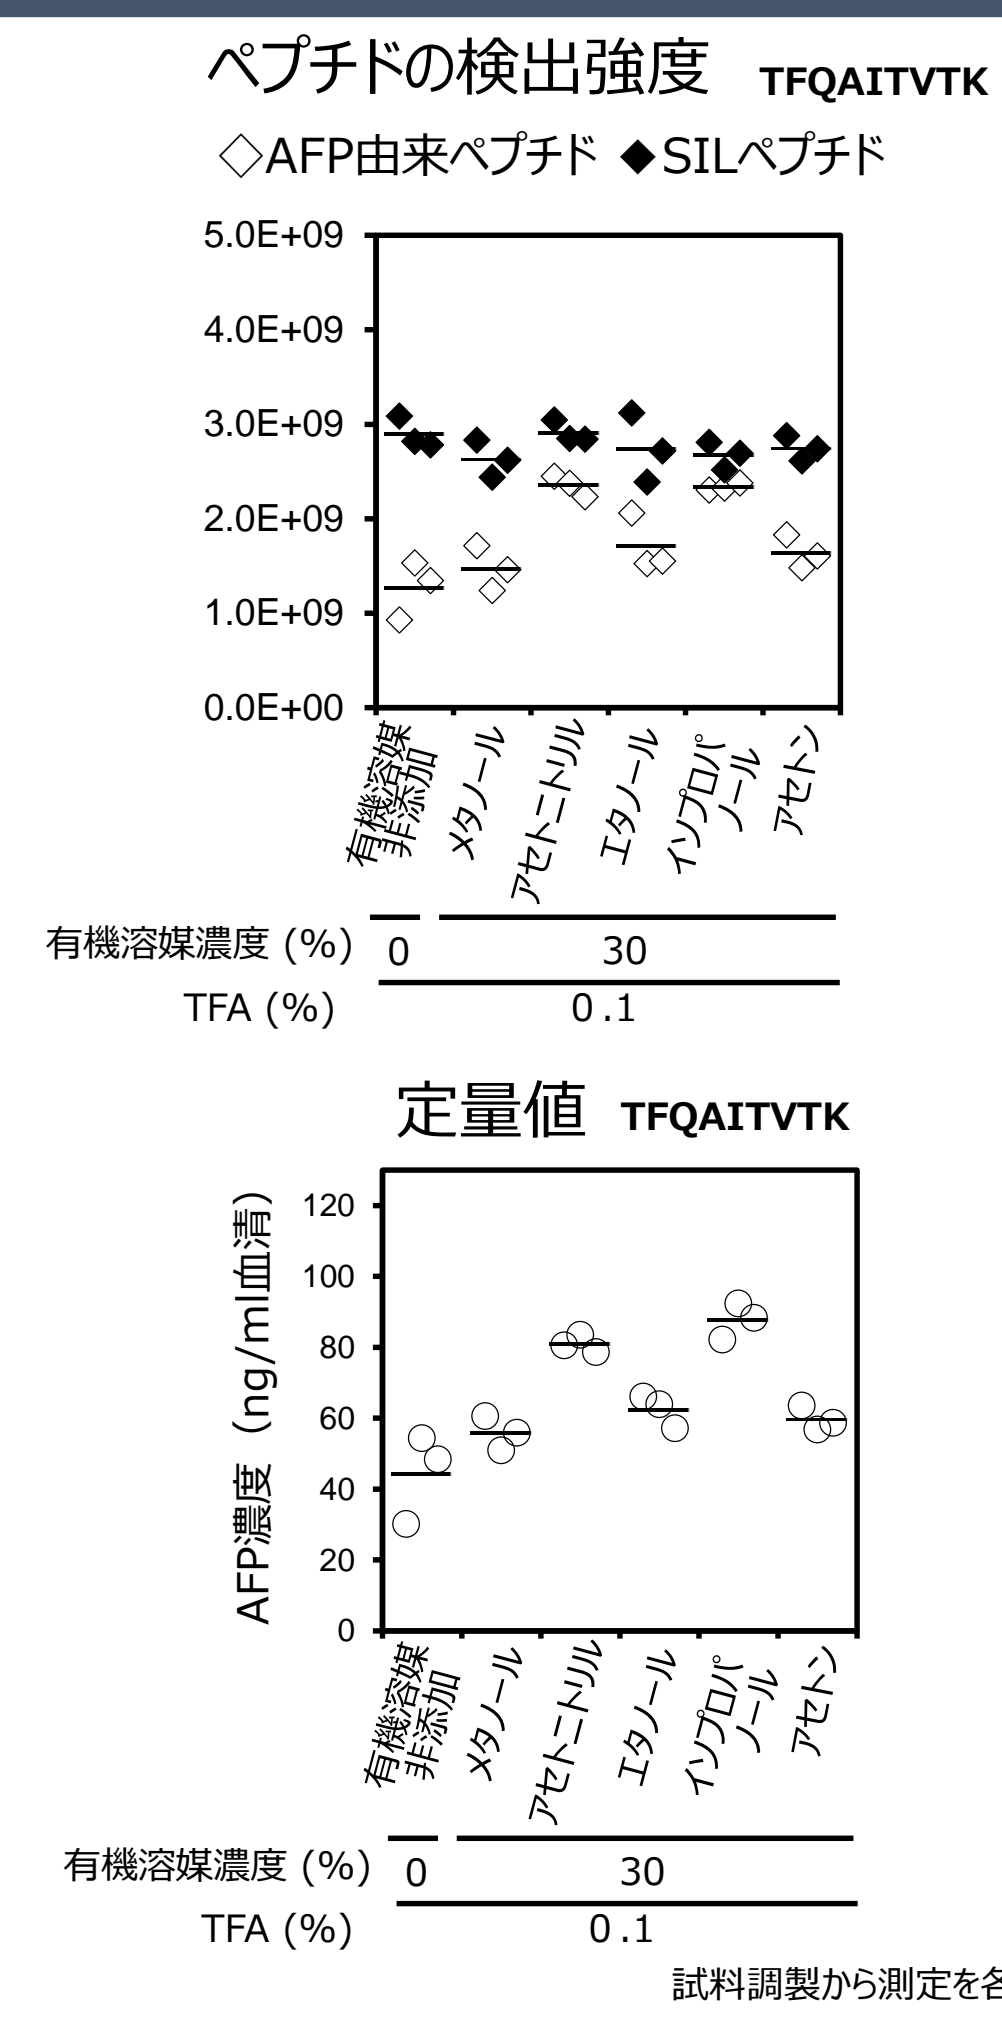 ペプチドの検出強度 TFQAITVTK
◇AFP由来ペプチド ◆SILペプチド
5.0E+09
4.0E+09
3.0E+09
2.0E+09
1.0E+09
0.0E+00
有機溶媒
非添加
メタノール
アセトニトリル
エタノール
イソプロパ
ノール
アセトン
有機溶媒濃度 (%) 0 30
TFA (%) 0.1
定量値 TFQAITVTK
AFP濃度 (ng/ml血清)
120
100
80
60
40
20
0
有機溶媒
非添加
メタノール
アセトニトリル
エタノール
イソプロパ
ノール
アセトン
有機溶媒濃度 (%) 0 30
TFA (%) 0.1
試料調製から測定を各